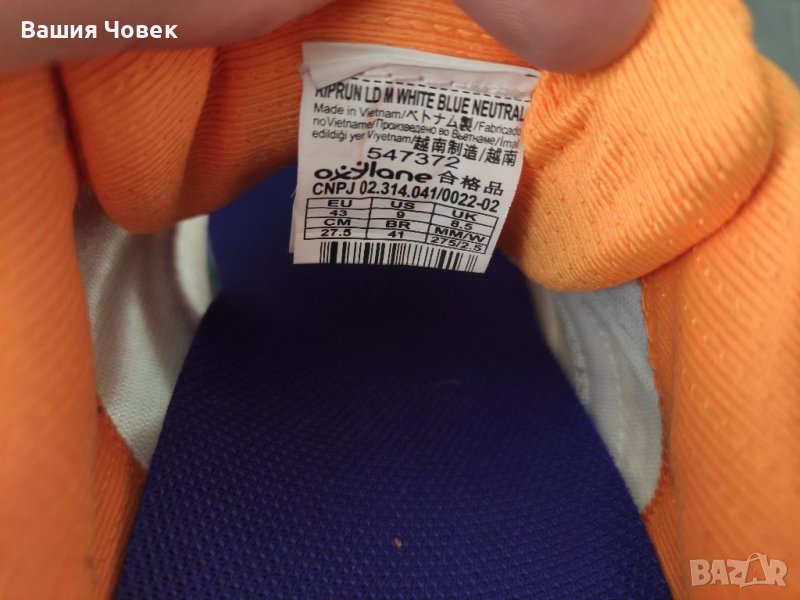 Вашия Човек
KIPRUN LD M WHITE BLUE NEUTRAL
Made in Vietnam/ベトナム製/Fabricado
no Vietname/Произведено во Вьетнаме/Imal
edildiği yer Viyetnam/越南制造/越南
547372
oxylane 合格品
CNPJ 02.314.041/0022-02
EU US UK
43 9 8.5
CM BR MM/W
27.5 41 275/2.5
BAZAR